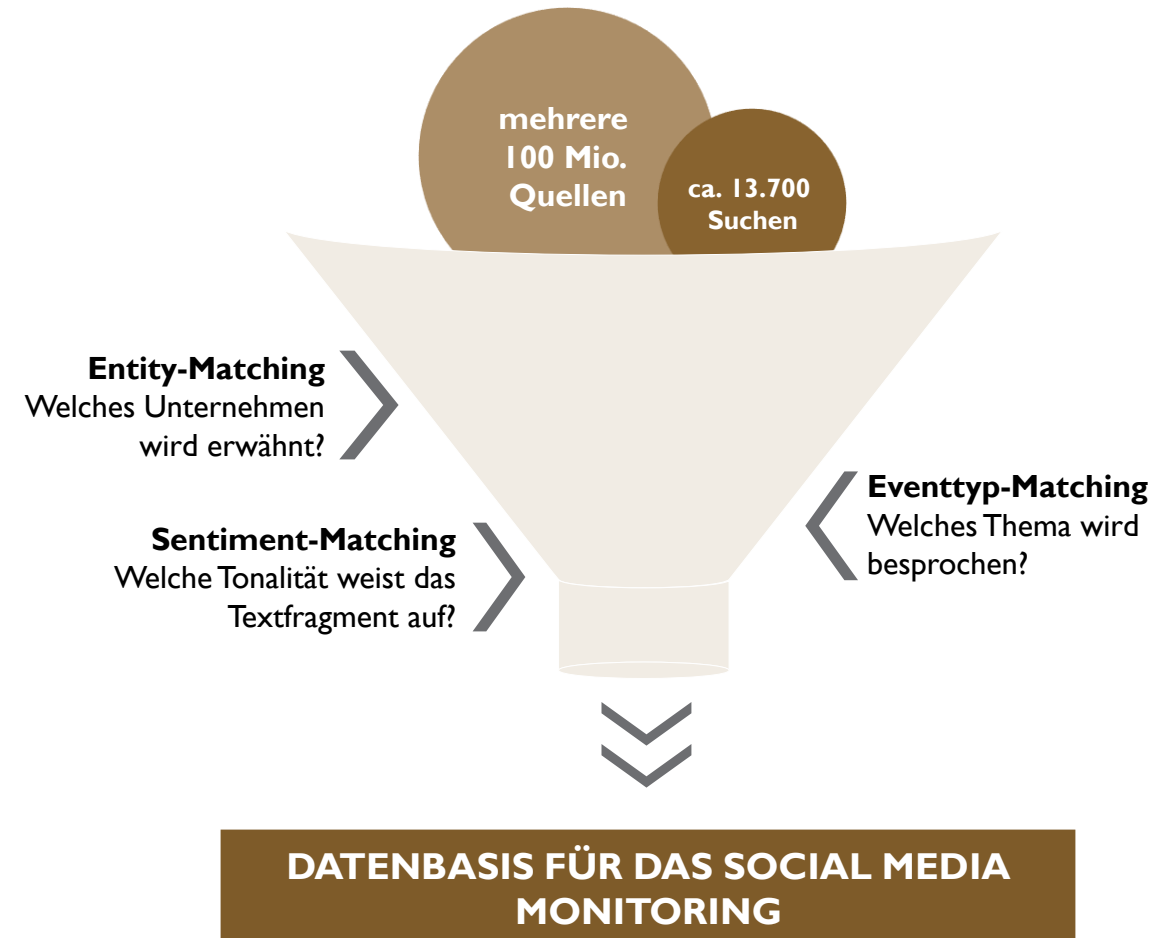 mehrere
100 Mio.
Quellen
ca. 13.700
Suchen
Entity-Matching
Welches Unternehmen
wird erwähnt?
Eventtyp-Matching
Welches Thema wird
besprochen?
Sentiment-Matching
Welche Tonalität weist das
Textfragment auf?
DATENBASIS FÜR DAS SOCIAL MEDIA
MONITORING